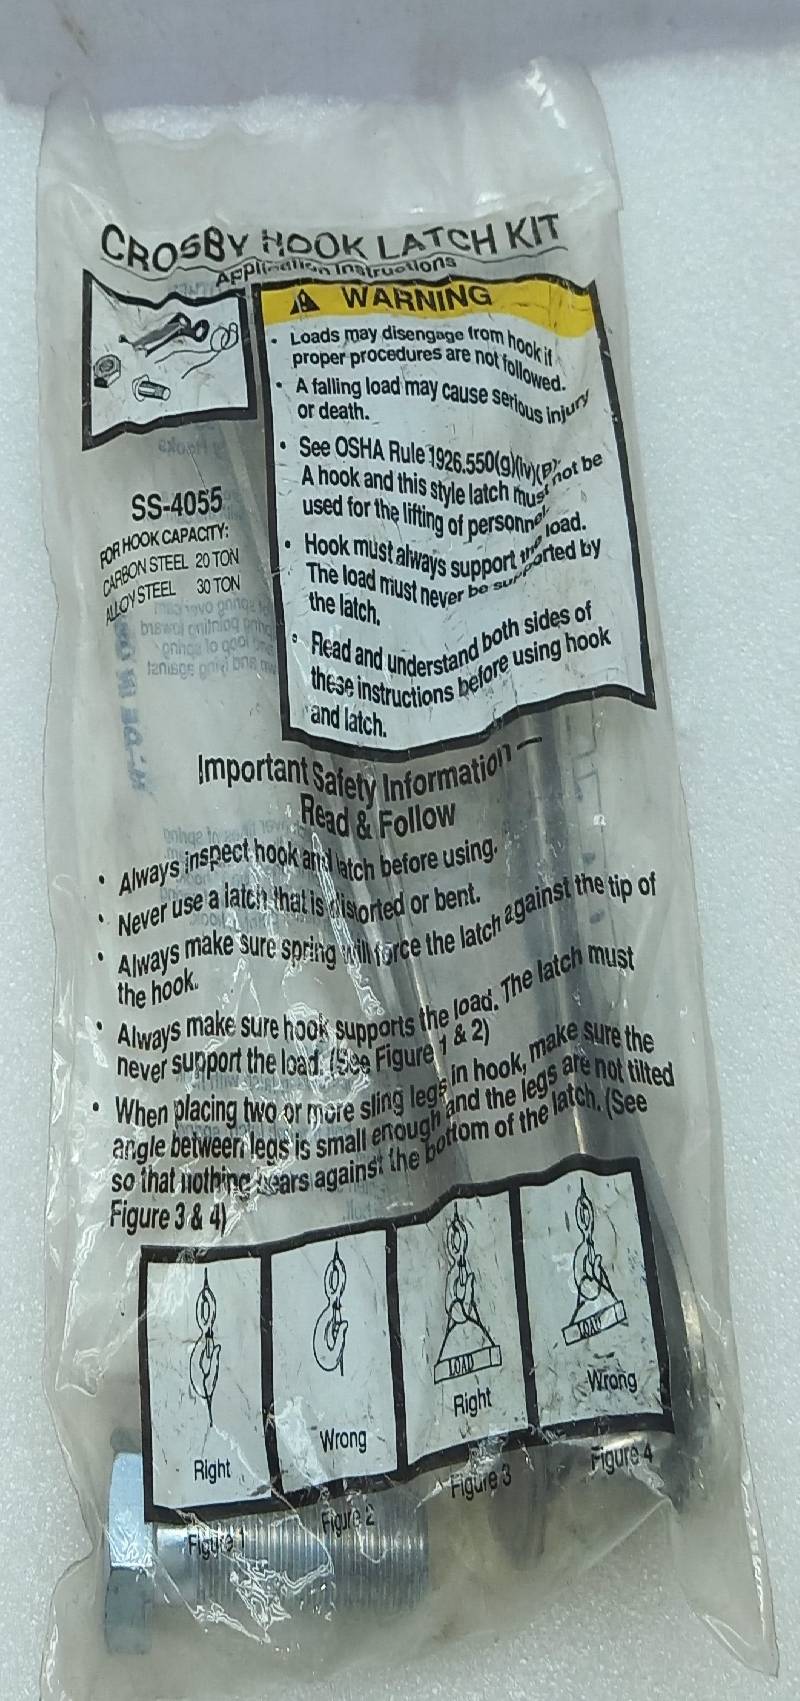 CROSBY HOOK LATCH KIT
Application Instructions
WARNING
• Loads may disengage from hook if
proper procedures are not followed.
• A falling load may cause serious injury
or death.
• See OSHA Rule 1926.550(g)(iv)(B);
A hook and this style latch must not be
used for the lifting of personnel.
• Hook must always support the load.
The load must never be supported by
the latch.
• Read and understand both sides of
these instructions before using hook
and latch.
SS-4055
FOR HOOK CAPACITY:
CARBON STEEL 20 TON
ALLOY STEEL 30 TON
Important Safety Information —
Read & Follow
• Always inspect hook and latch before using.
• Never use a latch that is distorted or bent.
• Always make sure spring will force the latch against the tip of
the hook.
• Always make sure hook supports the load. The latch must
never support the load. (See Figure 1 & 2)
• When placing two or more sling legs in hook, make sure the
angle between legs is small enough and the legs are not tilted
so that nothing bears against the bottom of the latch. (See
Figure 3 & 4)
LOAD
LOAD
Right
Wrong
Right
Wrong
Figure 1
Figure 2
Figure 3
Figure 4